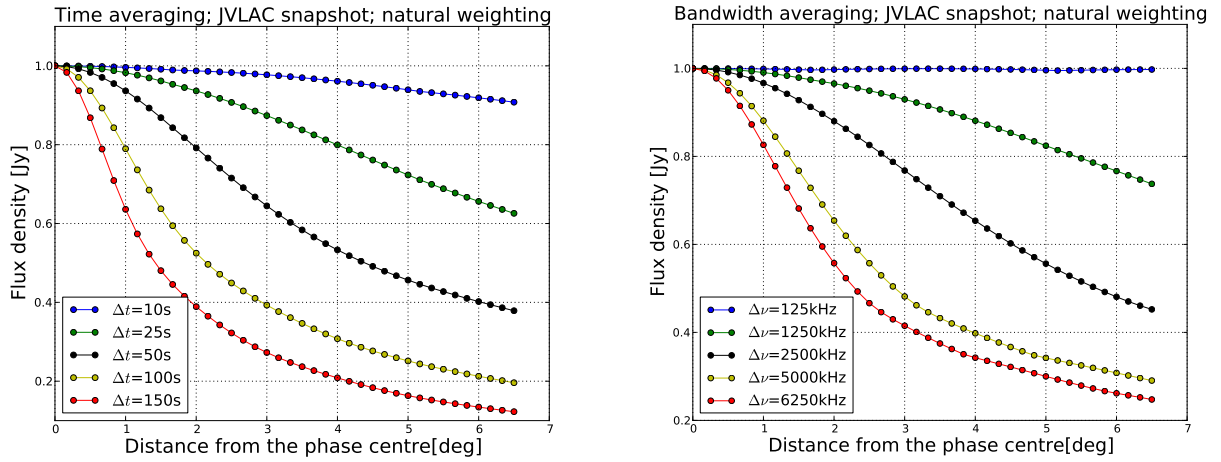 Time averaging; JVLAC snapshot; natural weighting
Flux density [Jy]
1.0
0.8
0.6
0.4
0.2
Δt=10s
Δt=25s
Δt=50s
Δt=100s
Δt=150s
0 1 2 3 4 5 6 7
Distance from the phase centre[deg]
Bandwidth averaging; JVLAC snapshot; natural weighting
Flux density [Jy]
1.0
0.8
0.6
0.4
0.2
Δν=125kHz
Δν=1250kHz
Δν=2500kHz
Δν=5000kHz
Δν=6250kHz
0 1 2 3 4 5 6 7
Distance from the phase centre[deg]